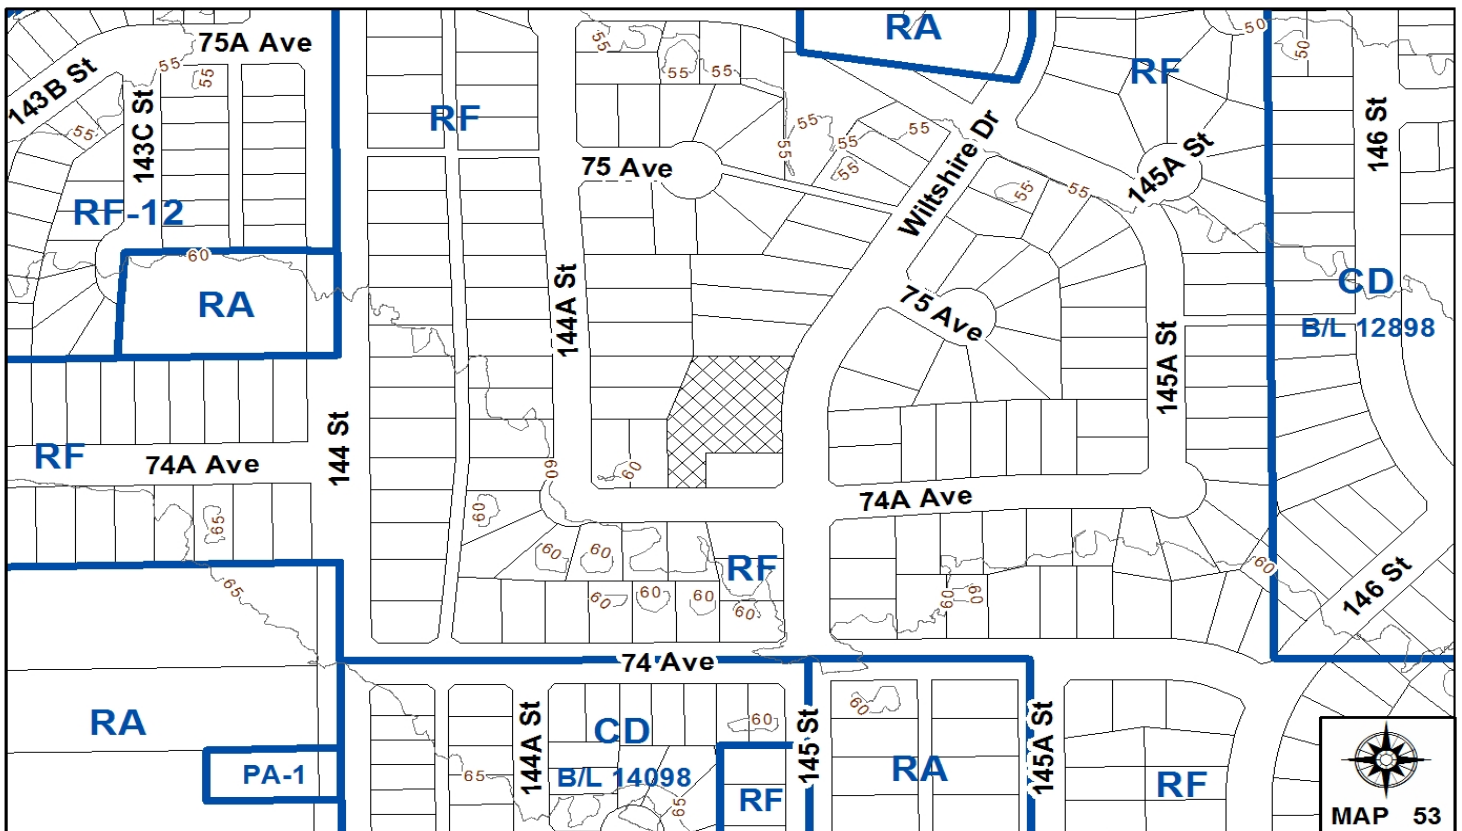 RA
50
75A Ave
55
50
55
55
55
RF
143B St
55
55
RF
146 St
143C St
55
55
55
55
55
75 Ave
Wiltshire Dr
145A St
55
55
RF-12
60
CD
RA
144A St
75 Ave
B/L 12898
145A St
144 St
RF
74A Ave
60
60
74A Ave
60
65
60
60
RF
60
65
60
60
60
60
60
60
146 St
74 Ave
RA
144A St
CD
60
145 St
60
145A St
PA-1
65
B/L 14098
RA
RF
RF
65
MAP 53